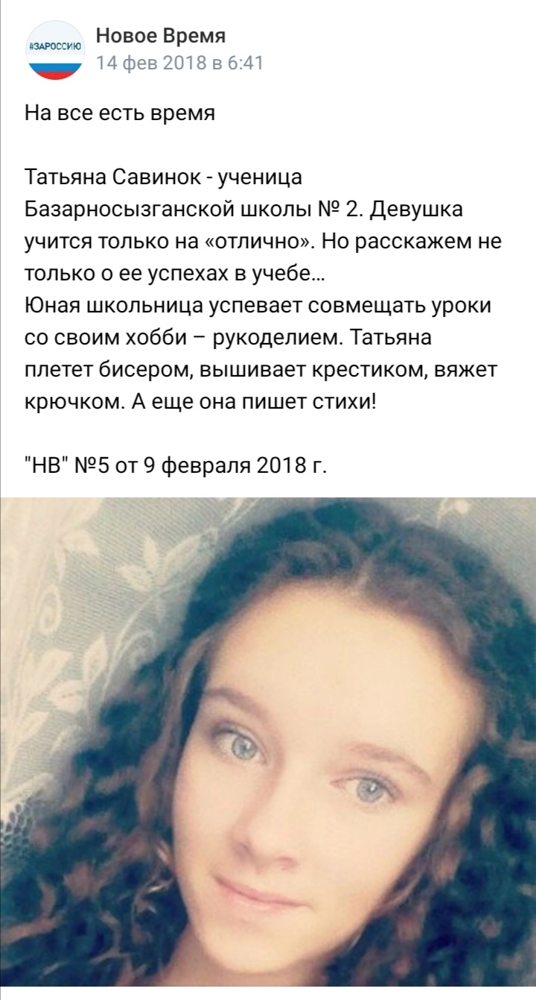 #ЗАРОССИЮ
Новое Время
14 фев 2018 в 6:41
На все есть время
Татьяна Савинок - ученица
Базарносызганской школы № 2. Девушка
учится только на «отлично». Но расскажем не
только о ее успехах в учебе...
Юная школьница успевает совмещать уроки
со своим хобби – рукоделием. Татьяна
плетет бисером, вышивает крестиком, вяжет
крючком. А еще она пишет стихи!
"НВ" №5 от 9 февраля 2018 г.